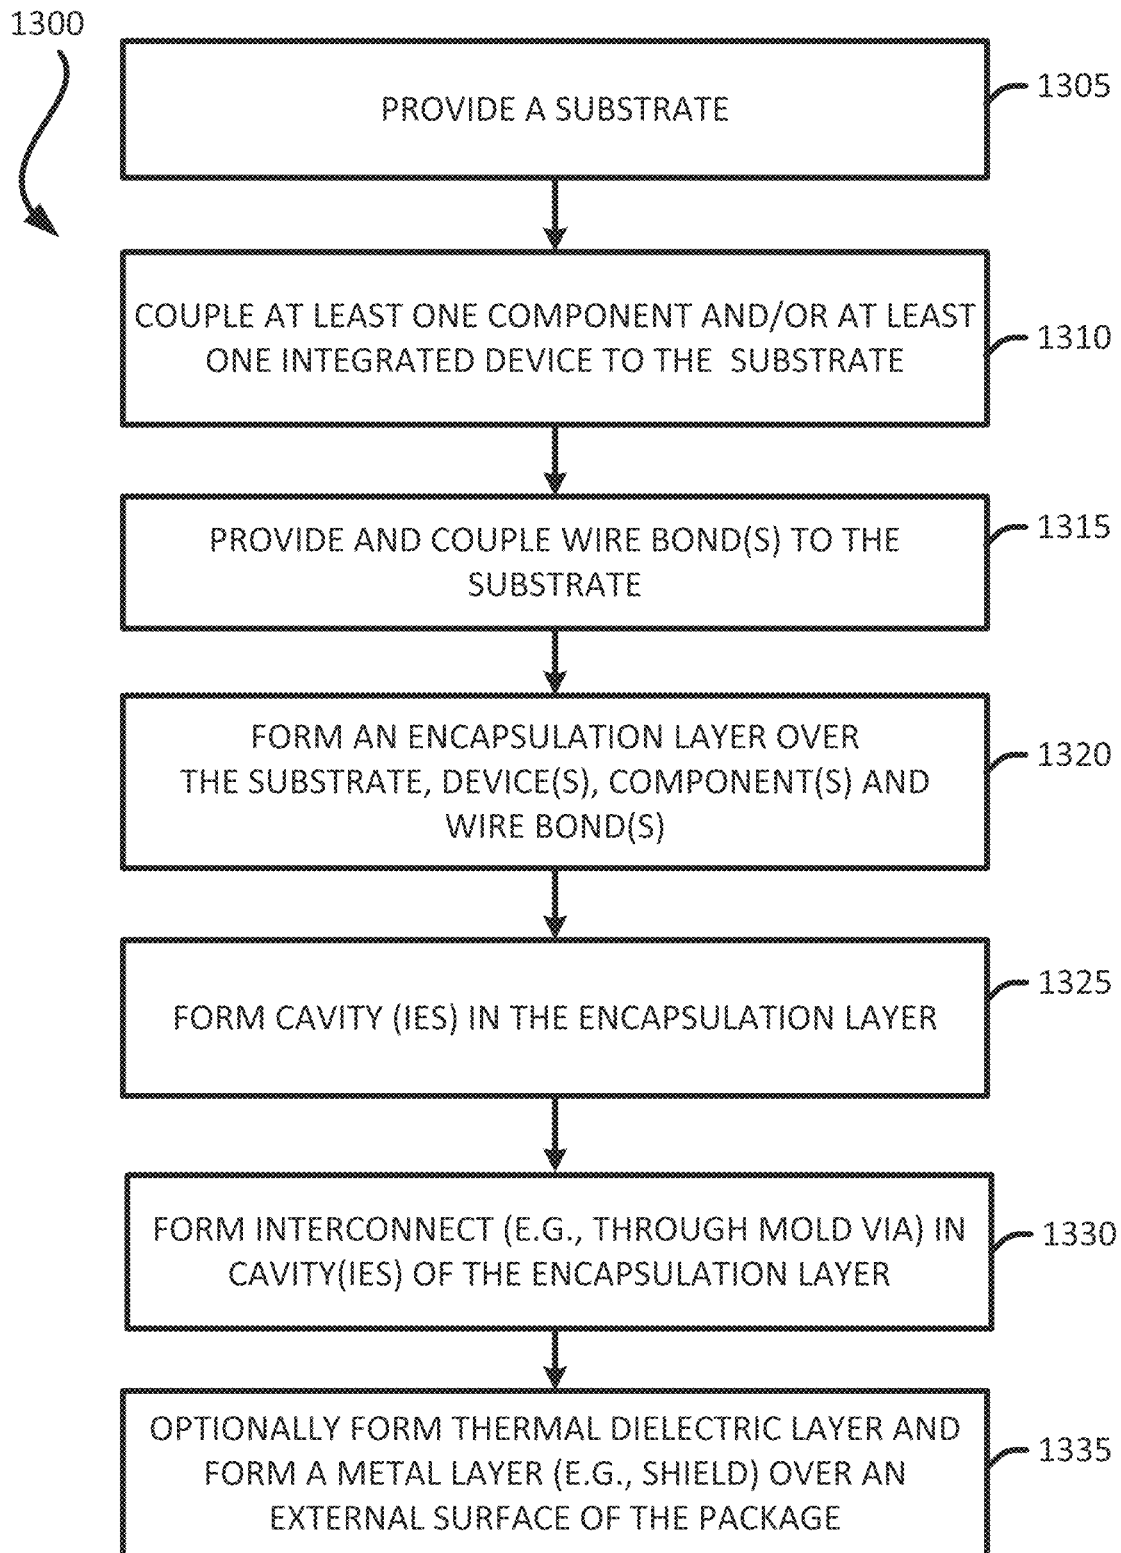 1300
PROVIDE A SUBSTRATE
1305
COUPLE AT LEAST ONE COMPONENT AND/OR AT LEAST
ONE INTEGRATED DEVICE TO THE SUBSTRATE
1310
PROVIDE AND COUPLE WIRE BOND(S) TO THE
SUBSTRATE
1315
FORM AN ENCAPSULATION LAYER OVER
THE SUBSTRATE, DEVICE(S), COMPONENT(S) AND
WIRE BOND(S)
1320
FORM CAVITY (IES) IN THE ENCAPSULATION LAYER
1325
FORM INTERCONNECT (E.G., THROUGH MOLD VIA) IN
CAVITY(IES) OF THE ENCAPSULATION LAYER
1330
OPTIONALLY FORM THERMAL DIELECTRIC LAYER AND
FORM A METAL LAYER (E.G., SHIELD) OVER AN
EXTERNAL SURFACE OF THE PACKAGE
1335